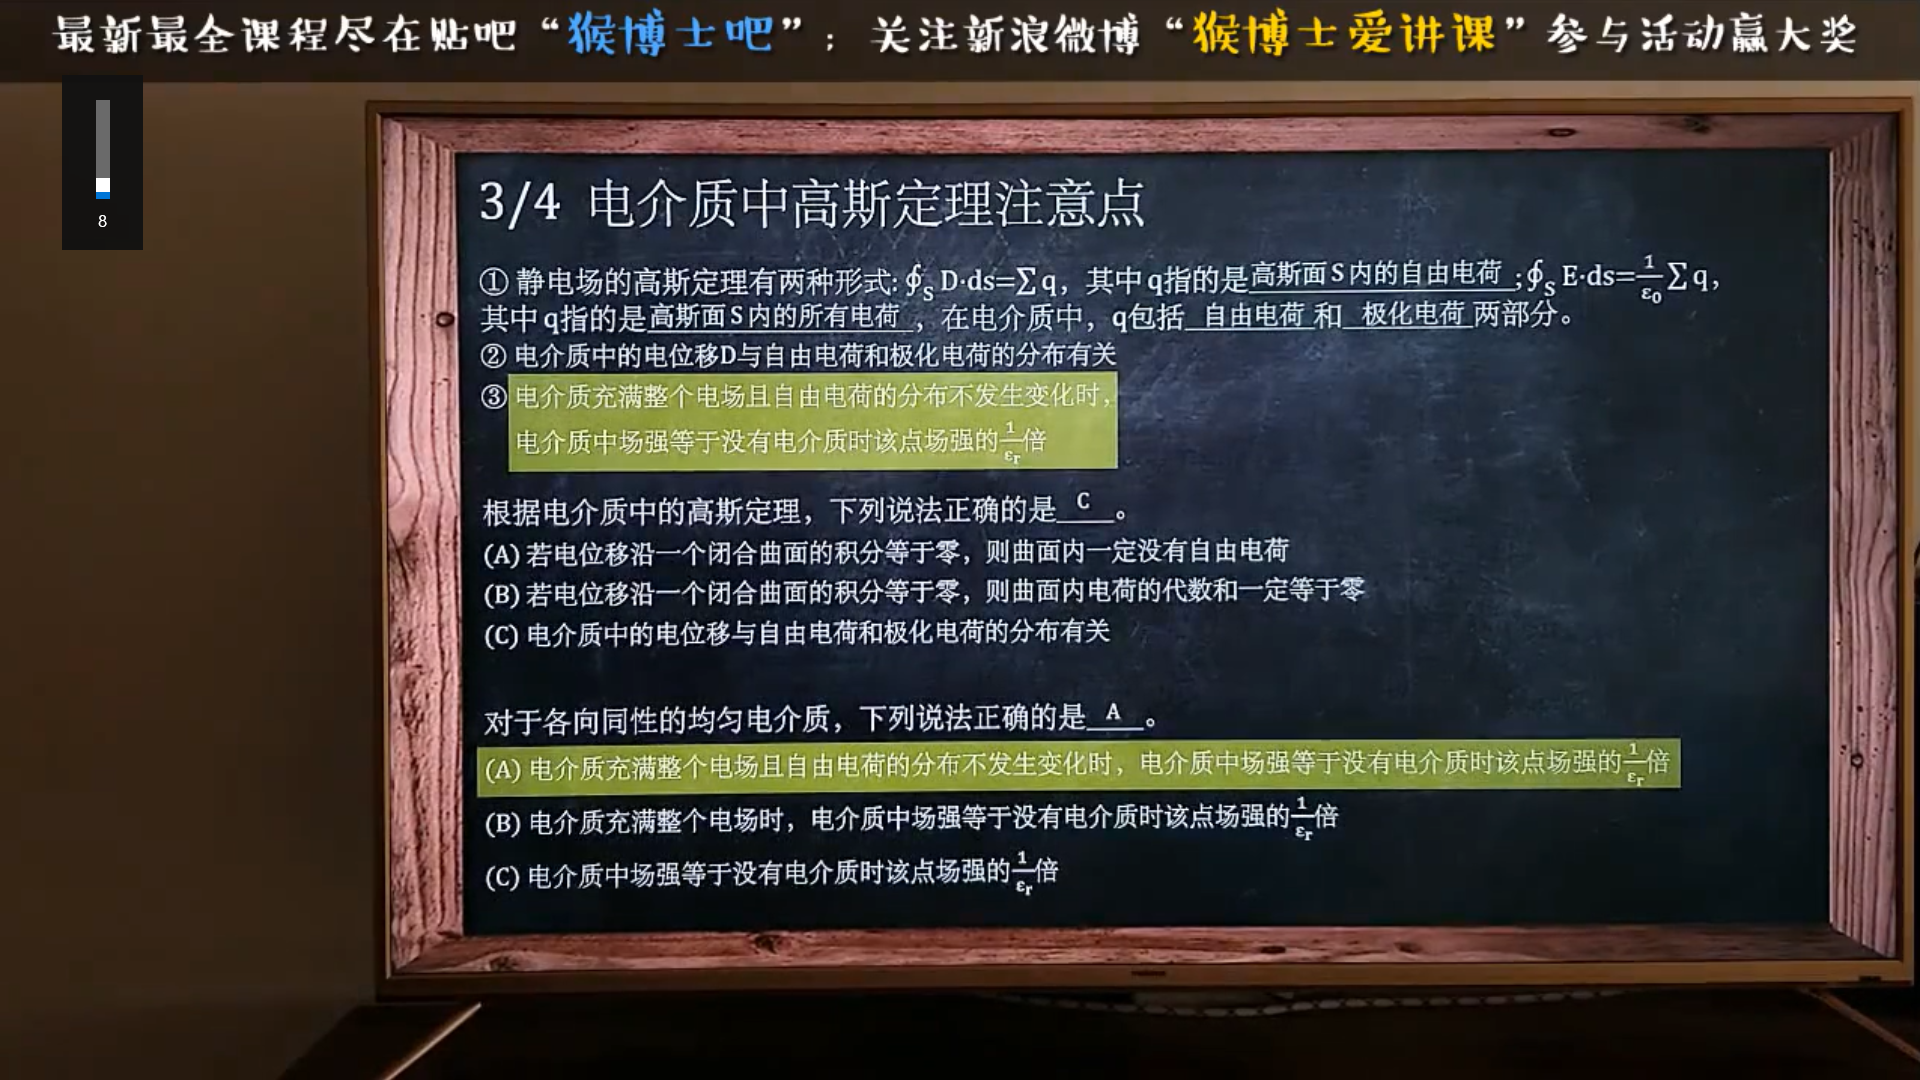 最新最全课程尽在贴吧“猴博士吧”；关注新浪微博“猴博士爱讲课”参与活动赢大奖
8
3/4 电介质中高斯定理注意点
① 静电场的高斯定理有两种形式:∮S D·ds=∑q，其中q指的是高斯面S内的自由电荷;∮S E·ds=1/ε0 ∑q，
其中q指的是高斯面S内的所有电荷，在电介质中，q包括 自由电荷 和 极化电荷 两部分。
② 电介质中的电位移D与自由电荷和极化电荷的分布有关
③ 电介质充满整个电场且自由电荷的分布不发生变化时，
电介质中场强等于没有电介质时该点场强的1/εr倍
根据电介质中的高斯定理，下列说法正确的是 C 。
(A) 若电位移沿一个闭合曲面的积分等于零，则曲面内一定没有自由电荷
(B) 若电位移沿一个闭合曲面的积分等于零，则曲面内电荷的代数和一定等于零
(C) 电介质中的电位移与自由电荷和极化电荷的分布有关
对于各向同性的均匀电介质，下列说法正确的是 A 。
(A) 电介质充满整个电场且自由电荷的分布不发生变化时，电介质中场强等于没有电介质时该点场强的1/εr倍
(B) 电介质充满整个电场时，电介质中场强等于没有电介质时该点场强的1/εr倍
(C) 电介质中场强等于没有电介质时该点场强的1/εr倍